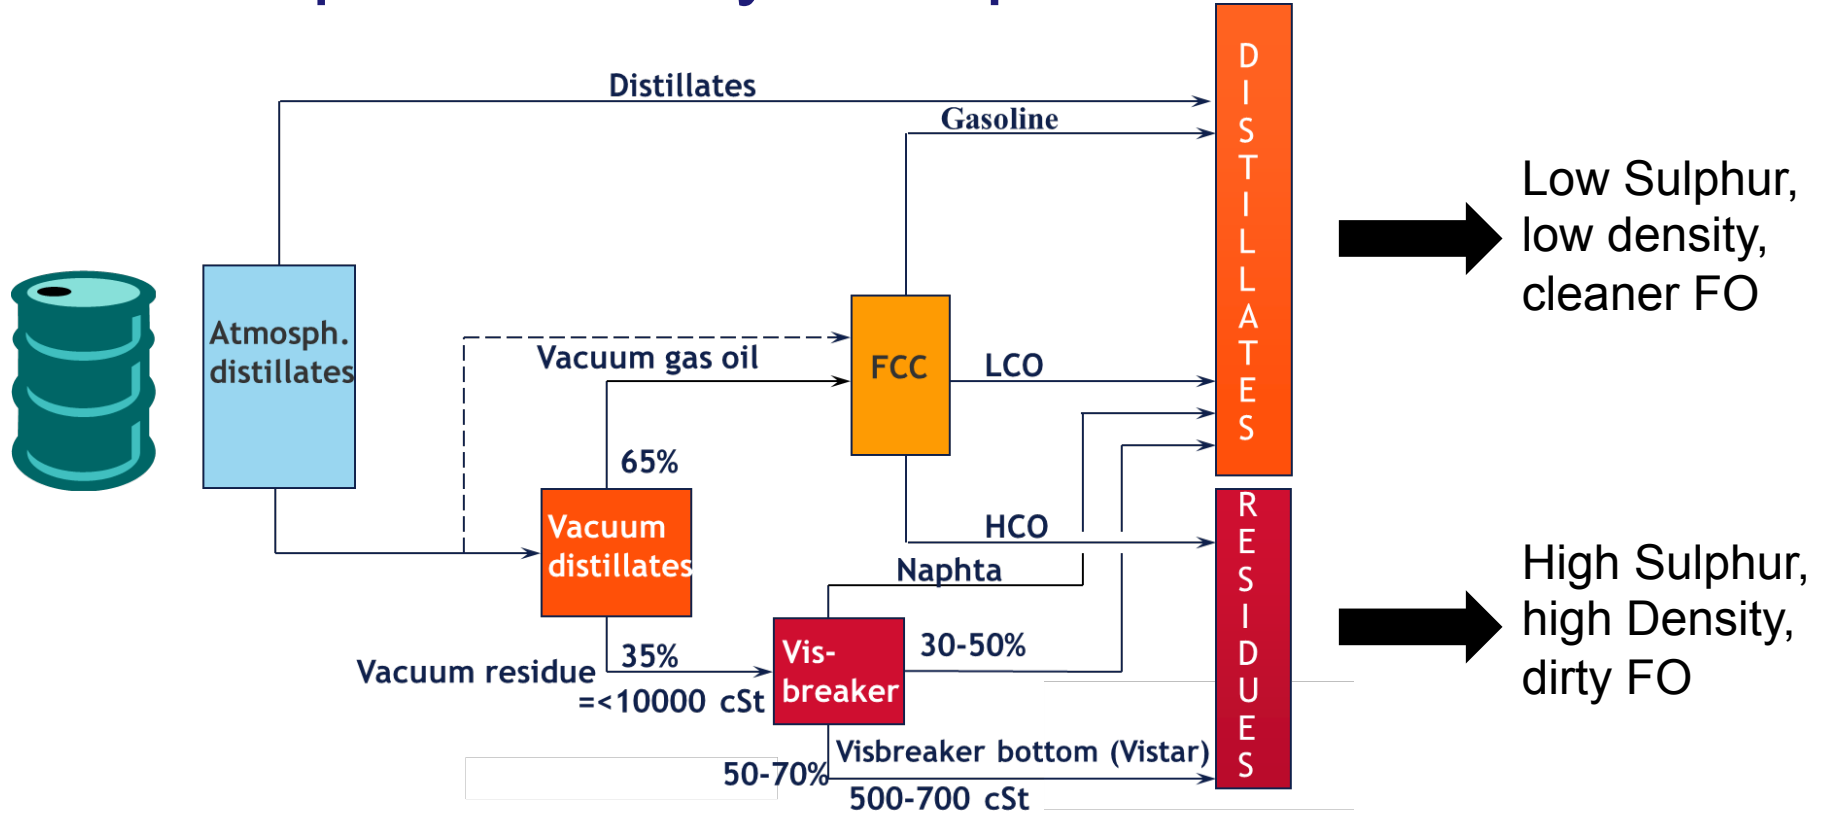 Distillates
Gasoline
DISTILLATES
Low Sulphur,
low density,
cleaner FO
Atmosph.
distillates
Vacuum gas oil
FCC
LCO
65%
Vacuum
distillates
HCO
Naphta
RESIDUES
High Sulphur,
high Density,
dirty FO
Vacuum residue
35%
=<10000 cSt
Vis-
breaker
30-50%
Visbreaker bottom (Vistar)
50-70%
500-700 cSt